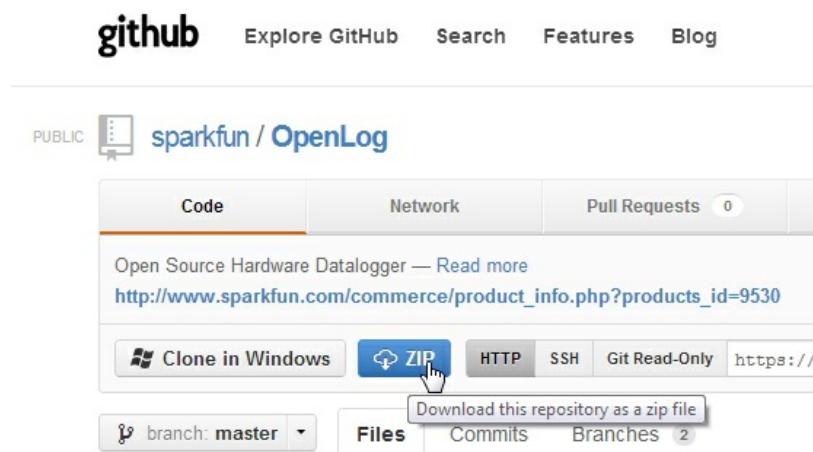 github Explore GitHub Search Features Blog
PUBLIC sparkfun / OpenLog
Code Network Pull Requests 0
Open Source Hardware Datalogger — Read more
http://www.sparkfun.com/commerce/product_info.php?products_id=9530
Clone in Windows ZIP HTTP SSH Git Read-Only https://
Download this repository as a zip file
branch: master Files Commits Branches 2